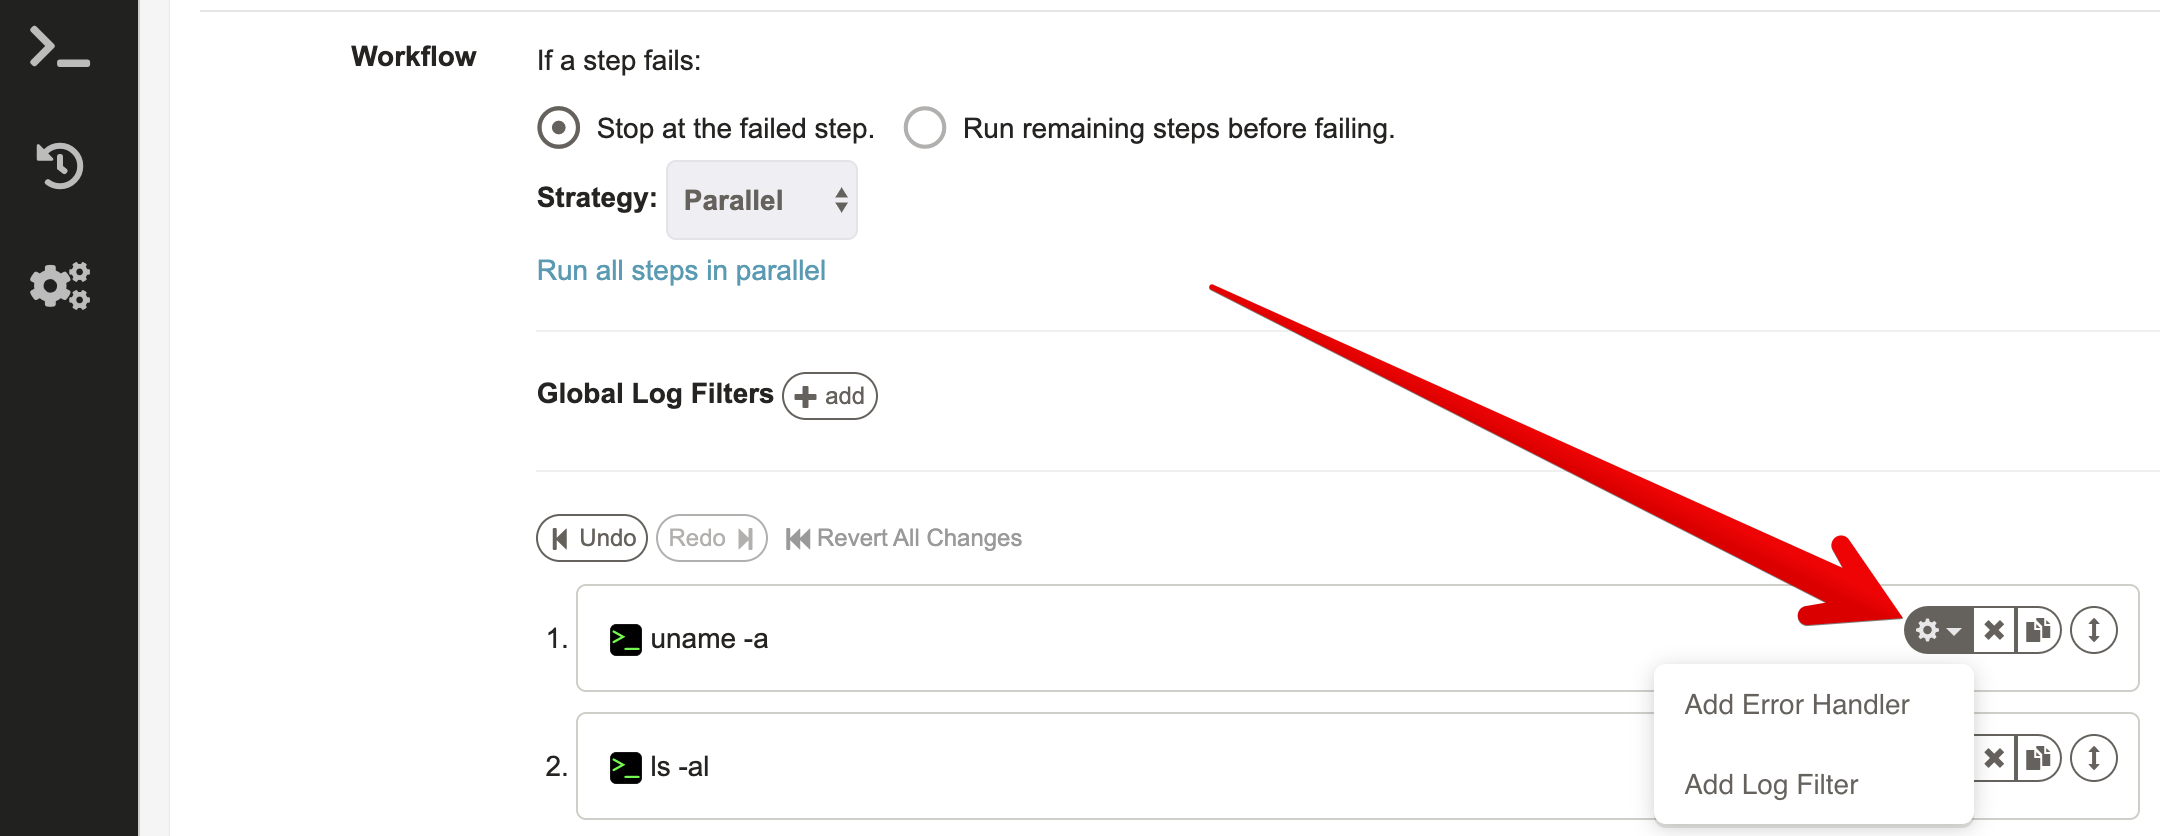 Workflow
If a step fails:
Stop at the failed step. Run remaining steps before failing.
Strategy: Parallel
Run all steps in parallel
Global Log Filters add
Undo Redo Revert All Changes
1. >_ uname -a
Add Error Handler
2. >_ ls -al
Add Log Filter